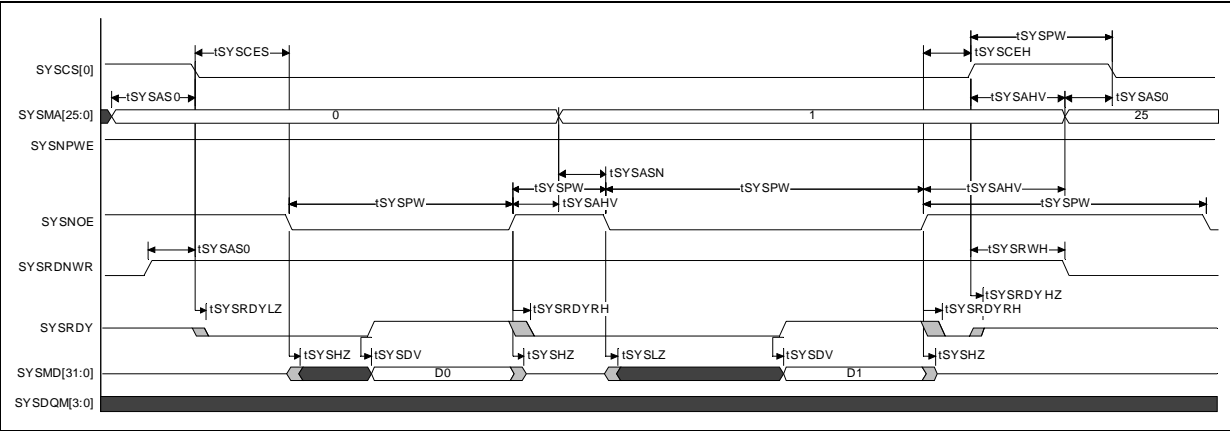 tSYSPW
tSYSCES
tSYSCEH
SYSCS[0]
tSYSAS0
tSYSAHV
tSYSAS0
SYSMA[25:0]
0
1
25
SYSNPWE
tSYSASN
tSYSPW
tSYSPW
tSYSAHV
tSYSPW
tSYSAHV
tSYSPW
SYSNOE
tSYSAS0
tSYSRWH
SYSRDNWR
tSYSRDYHZ
tSYSRDYLZ
tSYSRDYRH
tSYSRDYRH
SYSRDY
tSYSHZ
tSYSDV
tSYSHZ
tSYSLZ
tSYSDV
tSYSHZ
SYSMD[31:0]
D0
D1
SYSDQM[3:0]